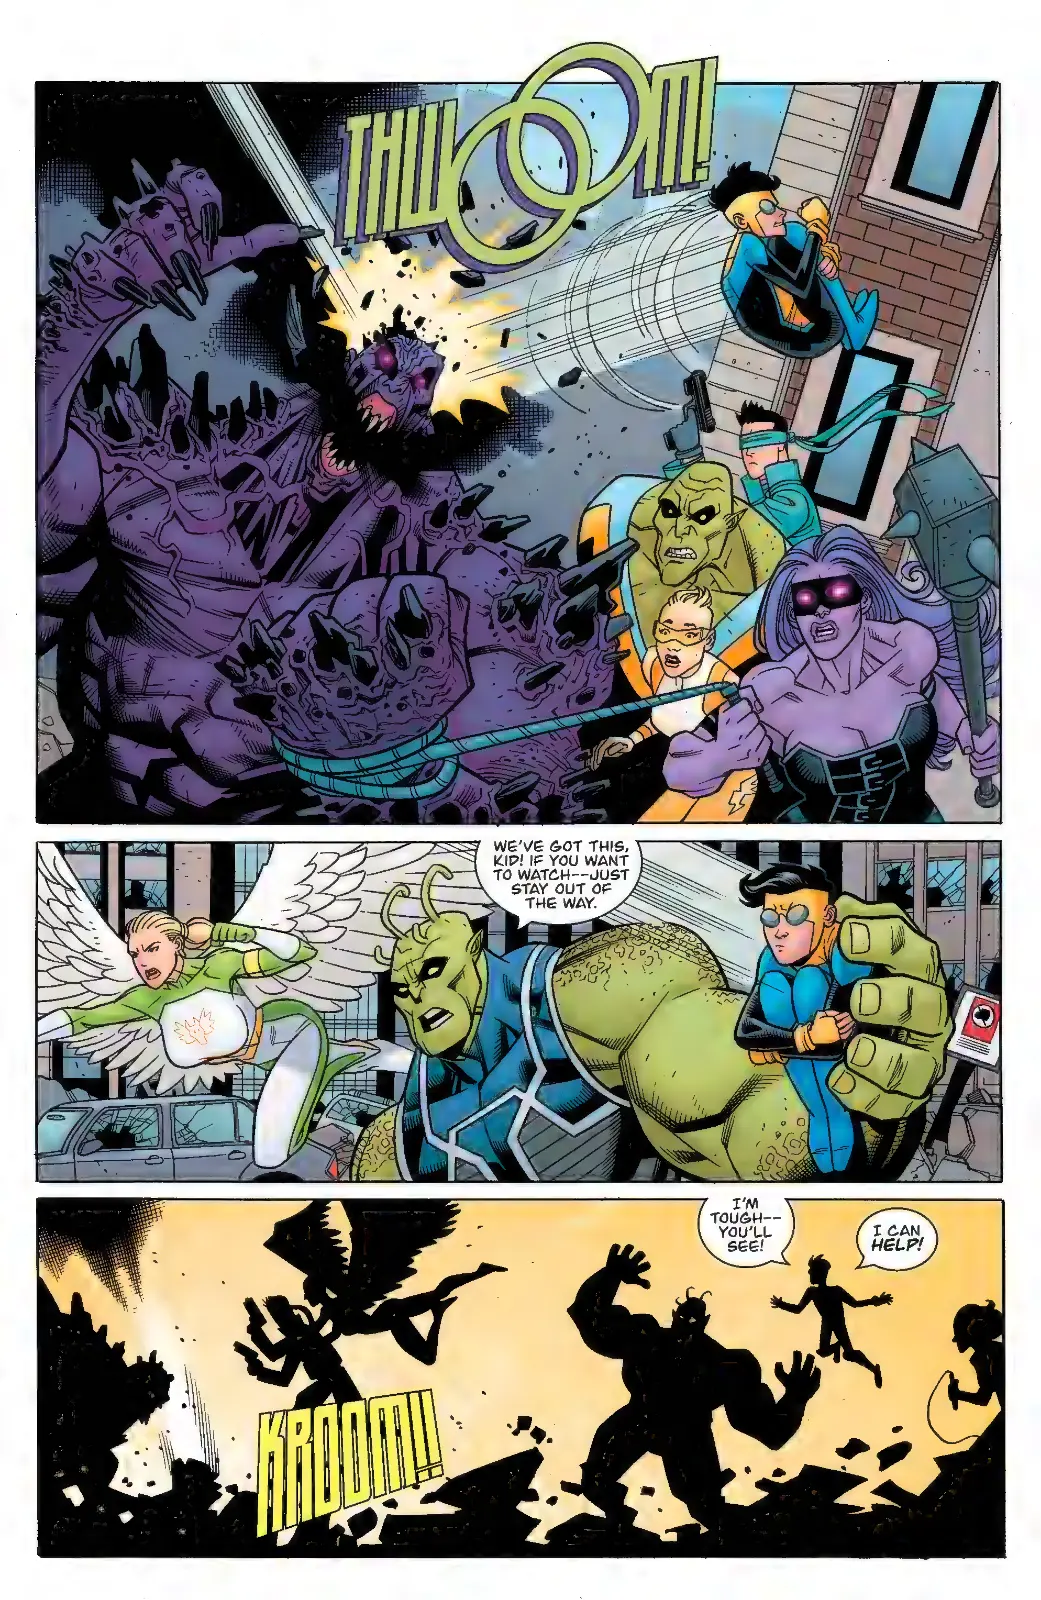 THWOOM!
WE'VE GOT THIS,
KID! IF YOU WANT
TO WATCH--JUST
STAY OUT OF
THE WAY.
I'M
TOUGH--
YOU'LL
SEE!
I CAN
HELP!
KROOM!!